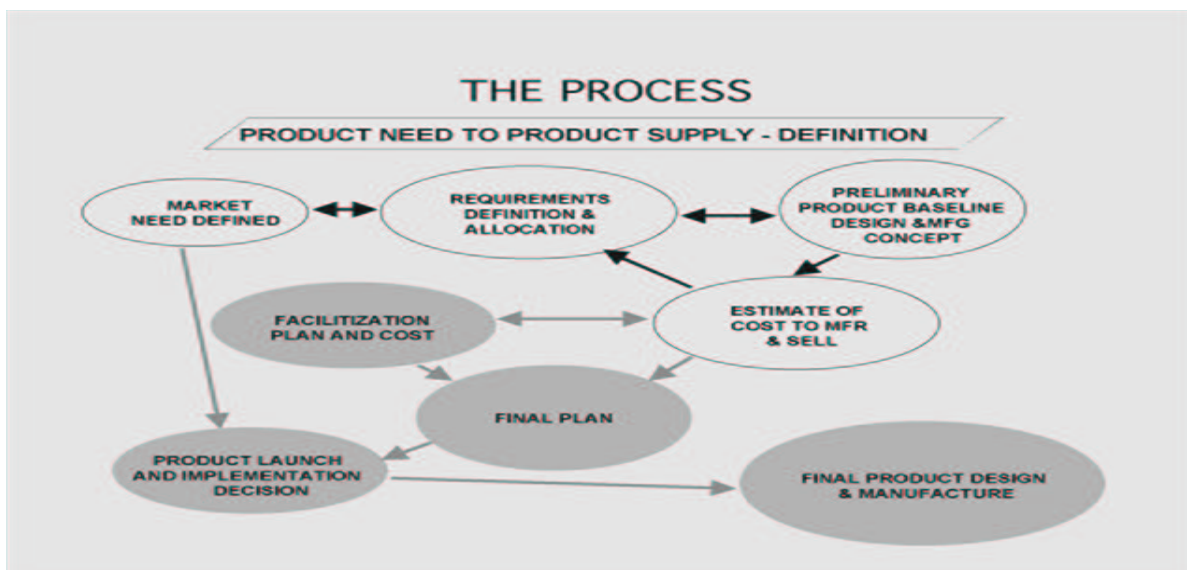 THE PROCESS
PRODUCT NEED TO PRODUCT SUPPLY - DEFINITION
MARKET
NEED DEFINED
REQUIREMENTS
DEFINITION &
ALLOCATION
PRELIMINARY
PRODUCT BASELINE
DESIGN &MFG
CONCEPT
FACILITIZATION
PLAN AND COST
ESTIMATE OF
COST TO MFR
& SELL
FINAL PLAN
PRODUCT LAUNCH
AND IMPLEMENTATION
DECISION
FINAL PRODUCT DESIGN
& MANUFACTURE